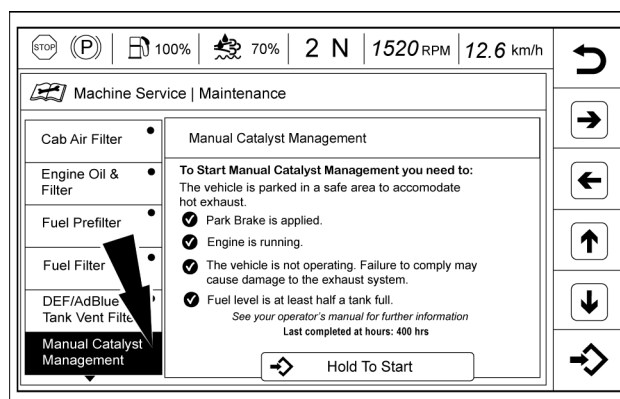 STOP (P) 100% 70% 2 N 1520 RPM 12.6 km/h
Machine Service | Maintenance
Cab Air Filter
Engine Oil &
Filter
Fuel Prefilter
Fuel Filter
DEF/AdBlue
Tank Vent Filte
Manual Catalyst
Management
Manual Catalyst Management
To Start Manual Catalyst Management you need to:
The vehicle is parked in a safe area to accomodate
hot exhaust.
Park Brake is applied.
Engine is running.
The vehicle is not operating. Failure to comply may
cause damage to the exhaust system.
Fuel level is at least half a tank full.
See your operator's manual for further information
Last completed at hours: 400 hrs
Hold To Start